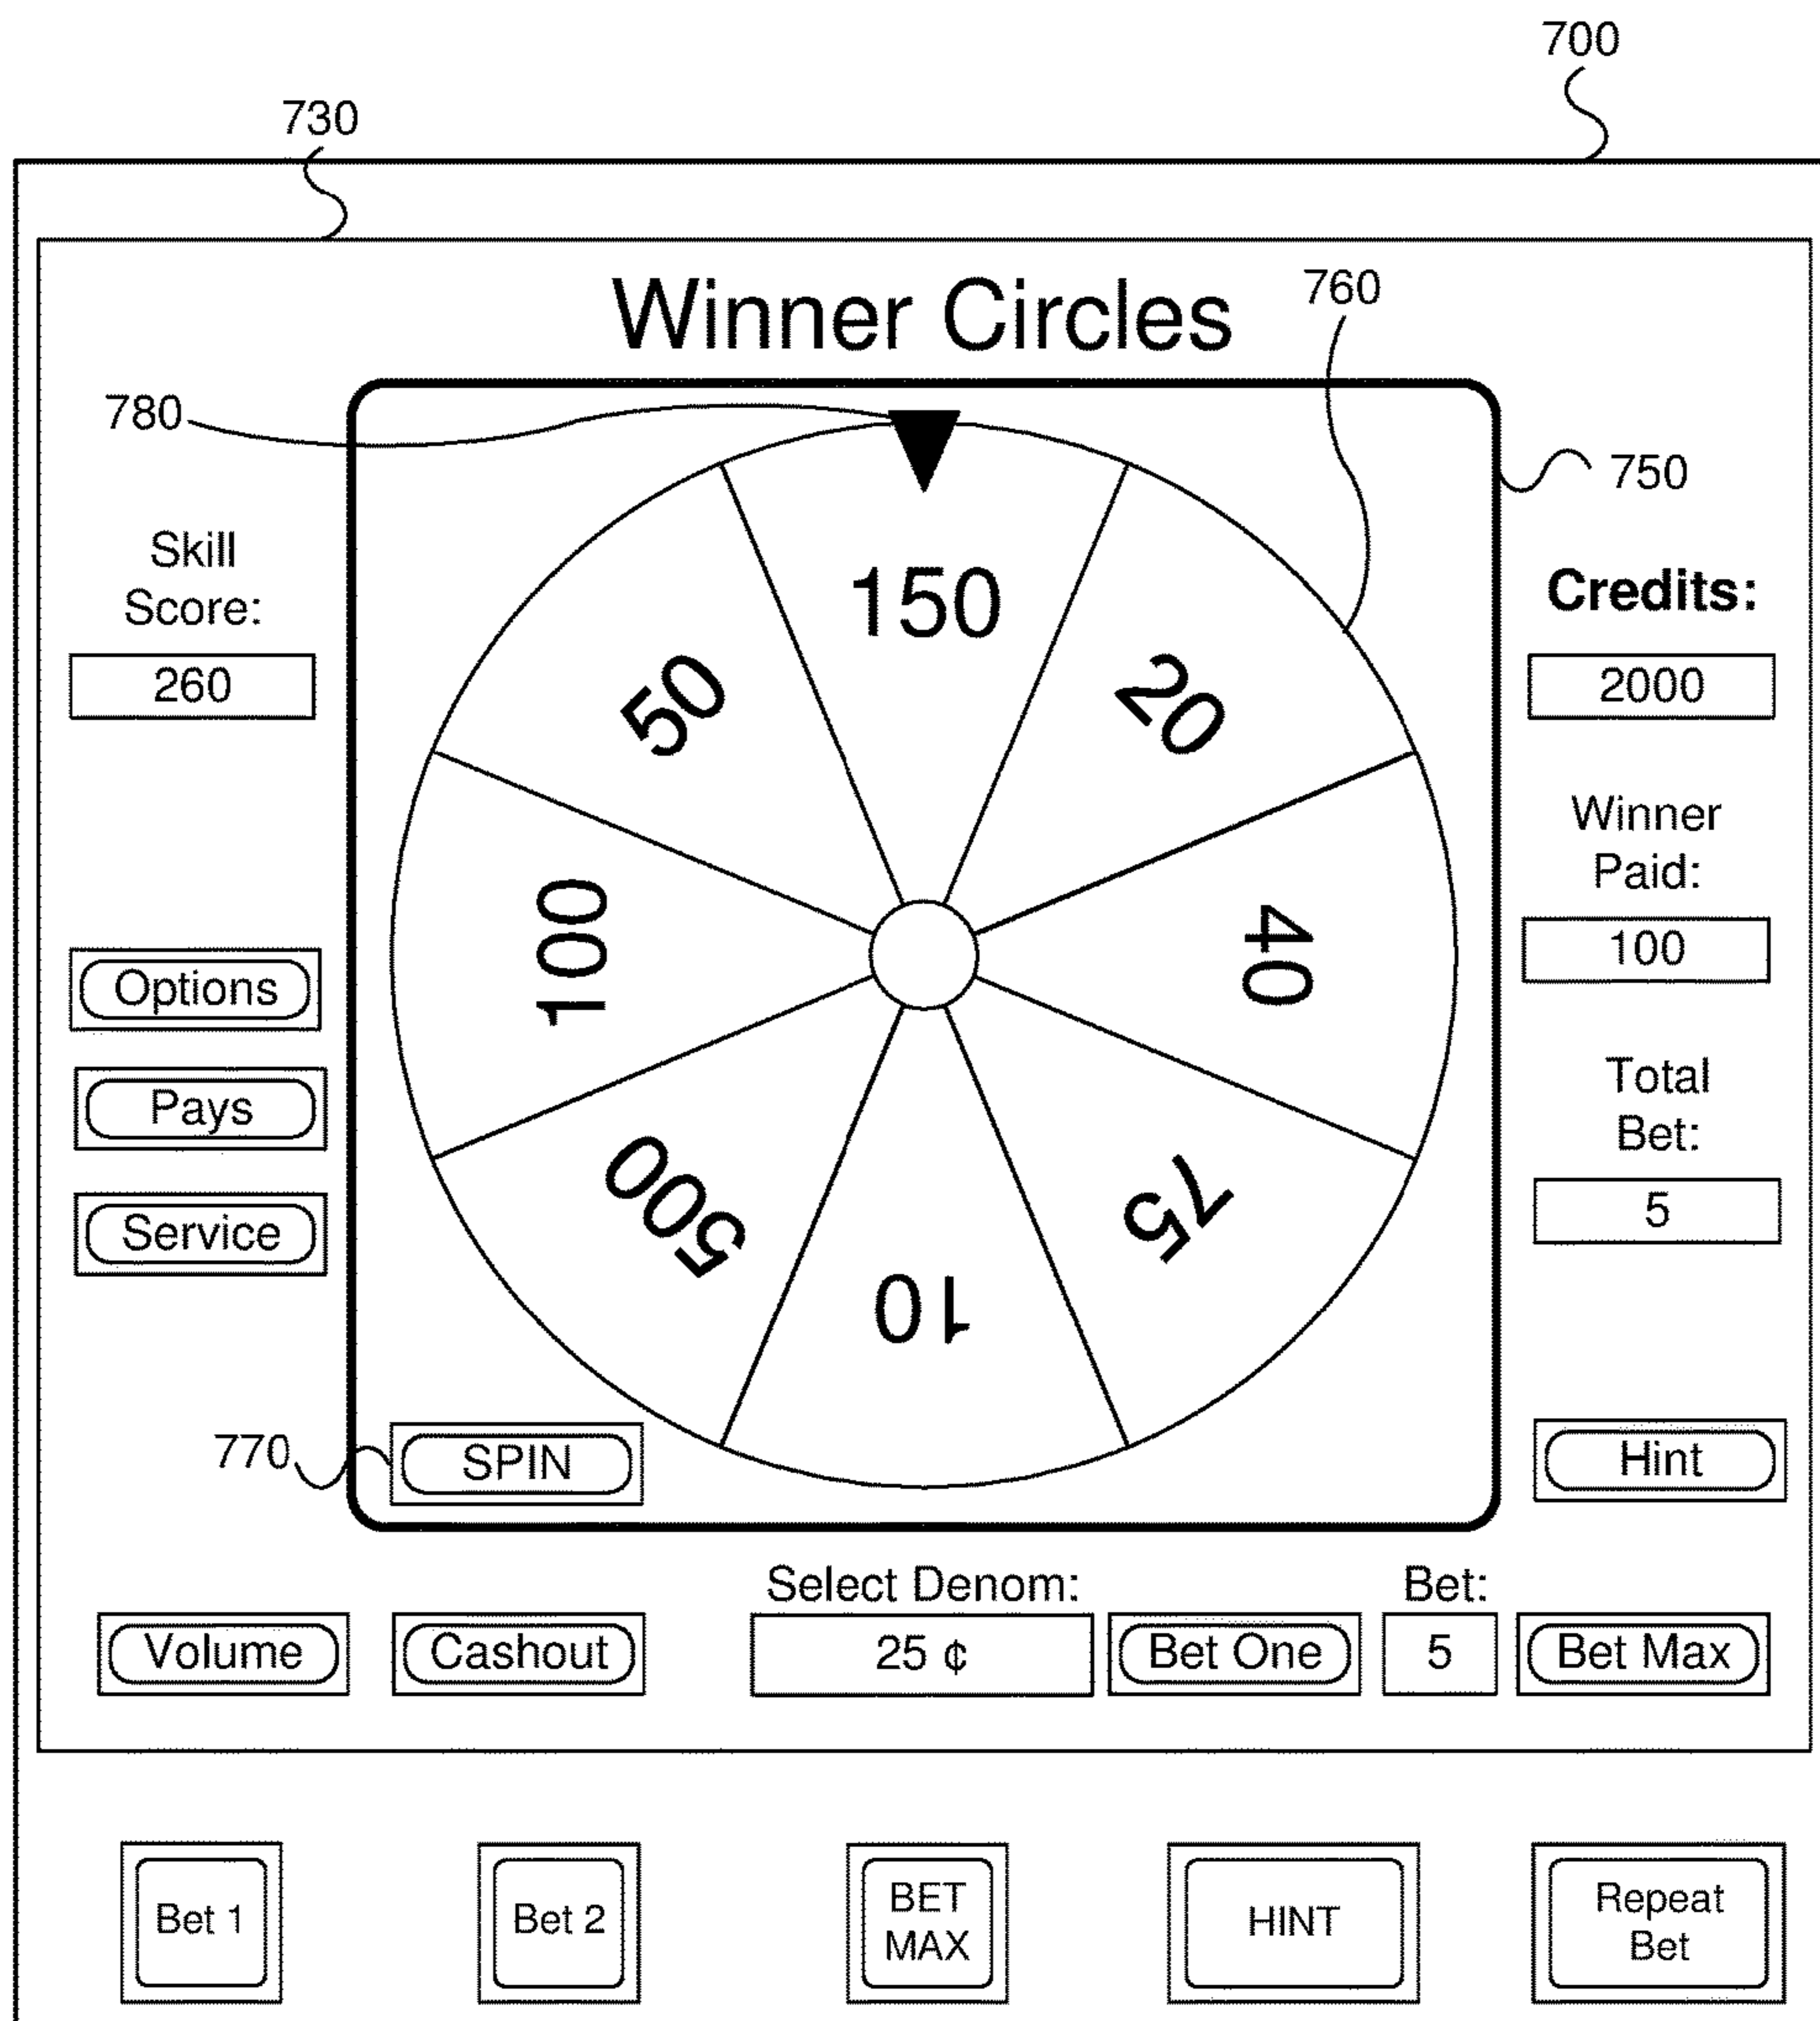 700
730
Winner Circles
760
780
750
Skill
Score:
260
Credits:
2000
Winner
Paid:
100
Total
Bet:
5
150
20
40
75
10
500
100
50
Options
Pays
Service
770
SPIN
Hint
Select Denom:
Bet:
Volume
Cashout
25 ¢
Bet One
5
Bet Max
Bet 1
Bet 2
BET
MAX
HINT
Repeat
Bet